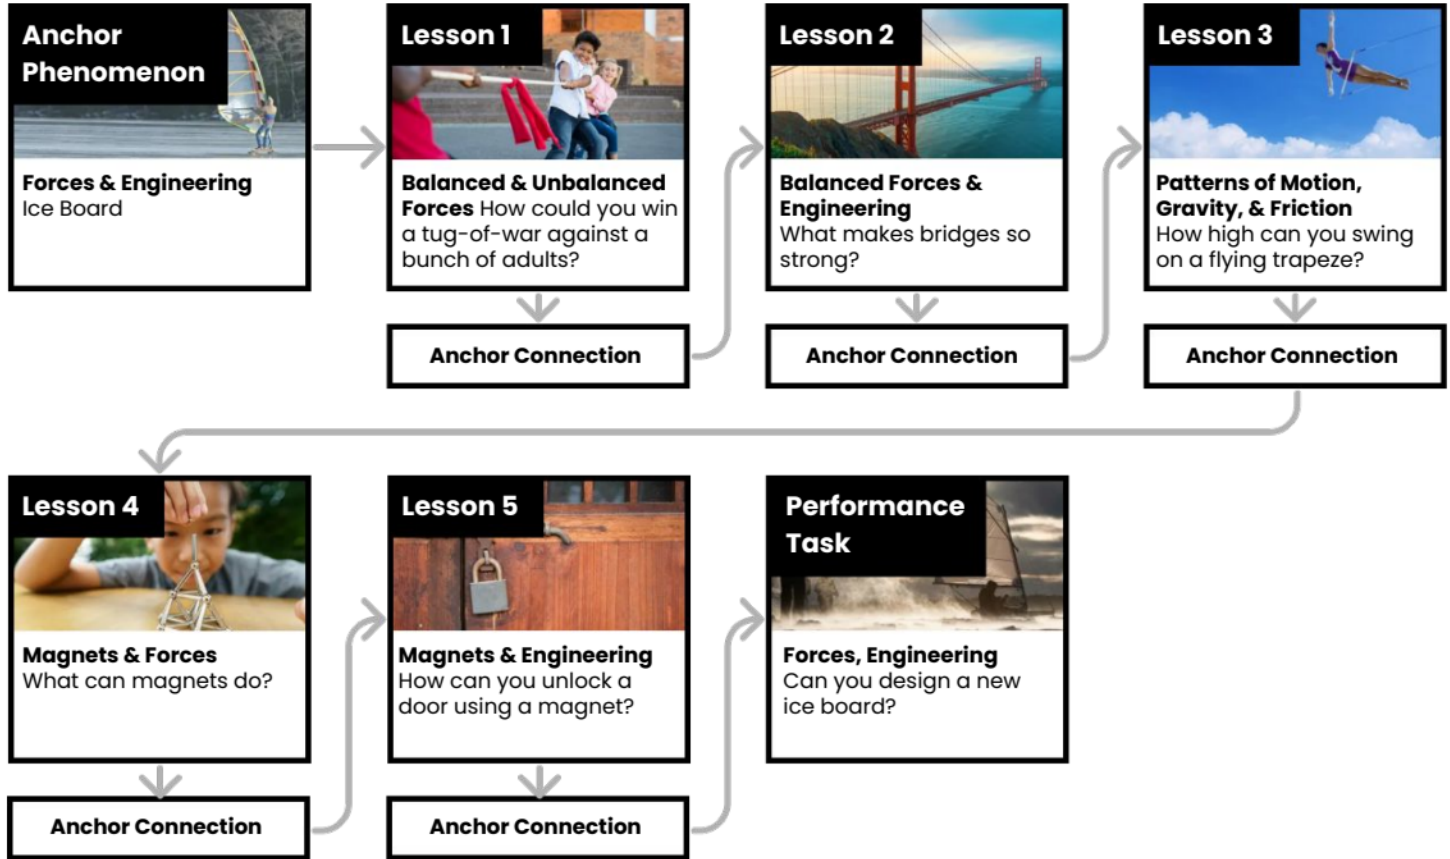 Anchor
Phenomenon
Forces & Engineering
Ice Board
Lesson 1
Balanced & Unbalanced
Forces How could you win
a tug-of-war against a
bunch of adults?
Anchor Connection
Lesson 2
Balanced Forces &
Engineering
What makes bridges so
strong?
Anchor Connection
Lesson 3
Patterns of Motion,
Gravity, & Friction
How high can you swing
on a flying trapeze?
Anchor Connection
Lesson 4
Magnets & Forces
What can magnets do?
Anchor Connection
Lesson 5
Magnets & Engineering
How can you unlock a
door using a magnet?
Anchor Connection
Performance
Task
Forces, Engineering
Can you design a new
ice board?